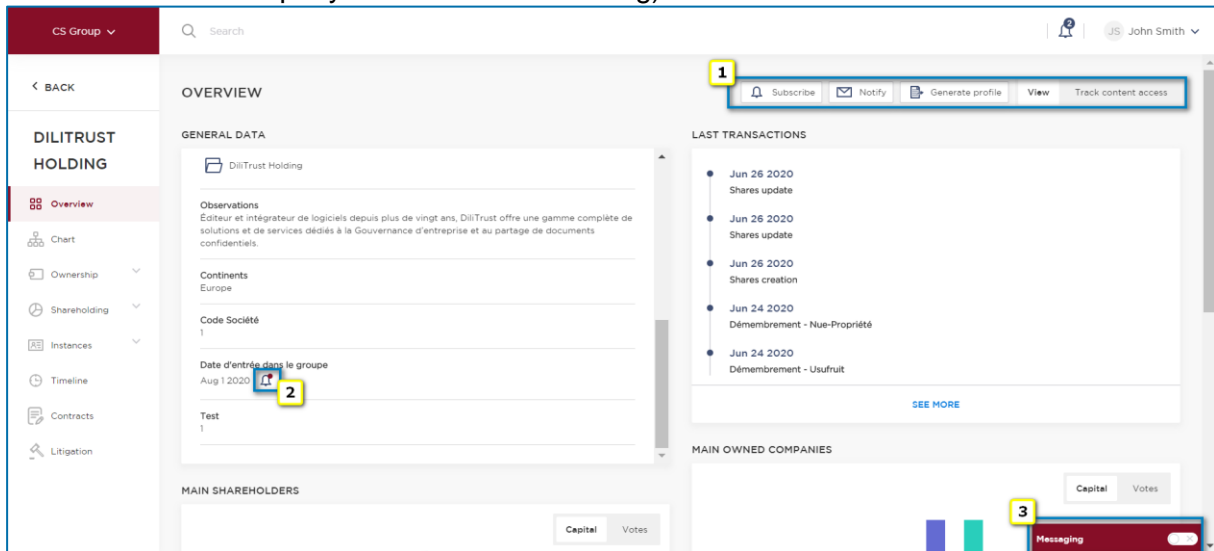 CS Group
Search
2
JS John Smith
BACK
OVERVIEW
1
Subscribe
Notify
Generate profile
View
Track content access
DILITRUST
HOLDING
Overview
Chart
Ownership
Shareholding
Instances
Timeline
Contracts
Litigation
GENERAL DATA
DiliTrust Holding
Observations
Éditeur et intégrateur de logiciels depuis plus de vingt ans, DiliTrust offre une gamme complète de
solutions et de services dédiés à la Gouvernance d'entreprise et au partage de documents
confidentiels.
Continents
Europe
Code Société
1
Date d'entrée dans le groupe
Aug 1 2020
2
Test
1
LAST TRANSACTIONS
Jun 26 2020
Shares update
Jun 26 2020
Shares update
Jun 26 2020
Shares creation
Jun 24 2020
Démembrement - Nue-Propriété
Jun 24 2020
Démembrement - Usufruit
SEE MORE
MAIN SHAREHOLDERS
Capital
Votes
MAIN OWNED COMPANIES
Capital
Votes
3
Messaging